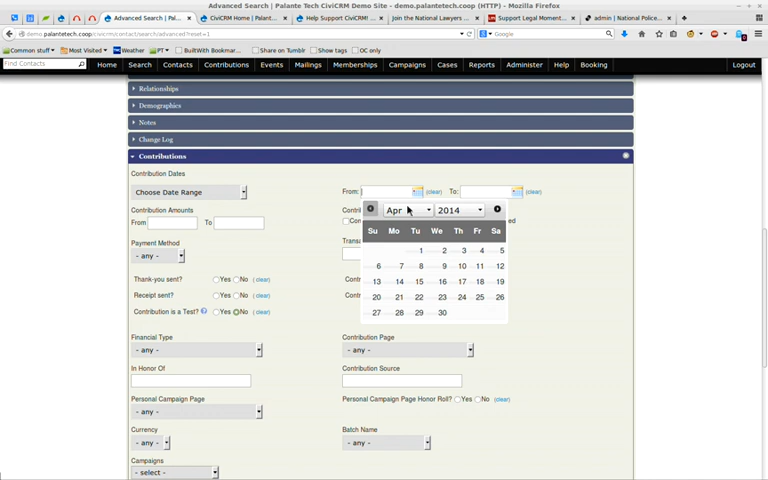 Advanced Search | Palante Tech CiviCRM Demo Site - demo.palantetech.coop (HTTP) - Mozilla Firefox
Advanced Search | Pal... CiviCRM Home | Palant... Help Support CiviCRM! ... Join the National Lawyers ... Support Legal Moment... admin | National Police...
demo.palantetech.coop/civicrm/contact/search/advanced?reset=1 Google
Common stuff Most Visited Weather PT BuiltWith Bookmar... Share on Tumblr Show tags OC only
Find Contacts Home Search Contacts Contributions Events Mailings Memberships Campaigns Cases Reports Administer Help Booking Logout
Relationships
Demographics
Notes
Change Log
Contributions
Contribution Dates
Choose Date Range From: (clear) To: (clear)
Apr 2014
Su Mo Tu We Th Fr Sa
1 2 3 4 5
6 7 8 9 10 11 12
13 14 15 16 17 18 19
20 21 22 23 24 25 26
27 28 29 30
Contribution Amounts
From To
Payment Method
- any -
Thank-you sent? Yes No (clear)
Receipt sent? Yes No (clear)
Contribution is a Test? Yes No (clear)
Financial Type Contribution Page
- any - - any -
In Honor Of Contribution Source
Personal Campaign Page Personal Campaign Page Honor Roll? Yes No (clear)
- any -
Currency Batch Name
- any - - any -
Campaigns
- select -